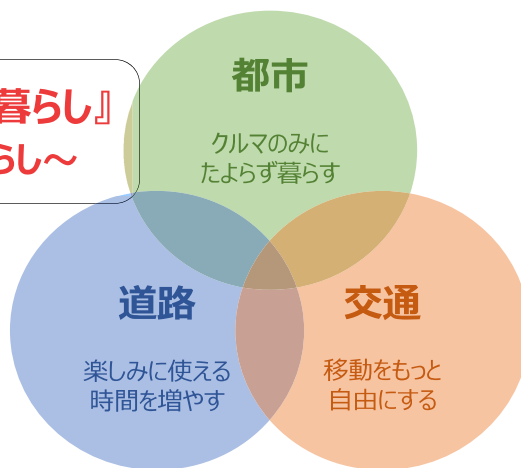 暮らし』
らし～
都市
クルマのみに
たよらず暮らす
道路
楽しみに使える
時間を増やす
交通
移動をもっと
自由にする